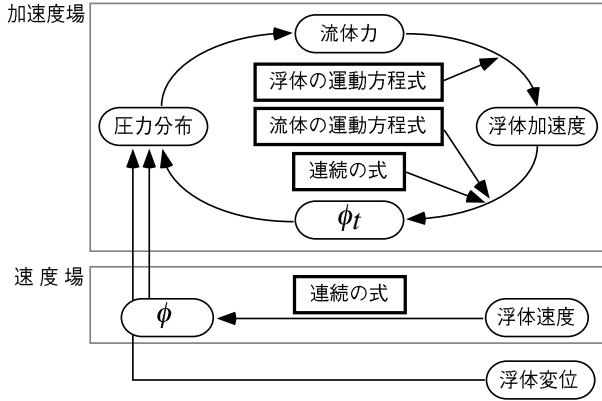 加速度場
流体力
浮体の運動方程式
圧力分布
流体の運動方程式
浮体加速度
連続の式
ϕt
速度場
連続の式
ϕ
浮体速度
浮体変位